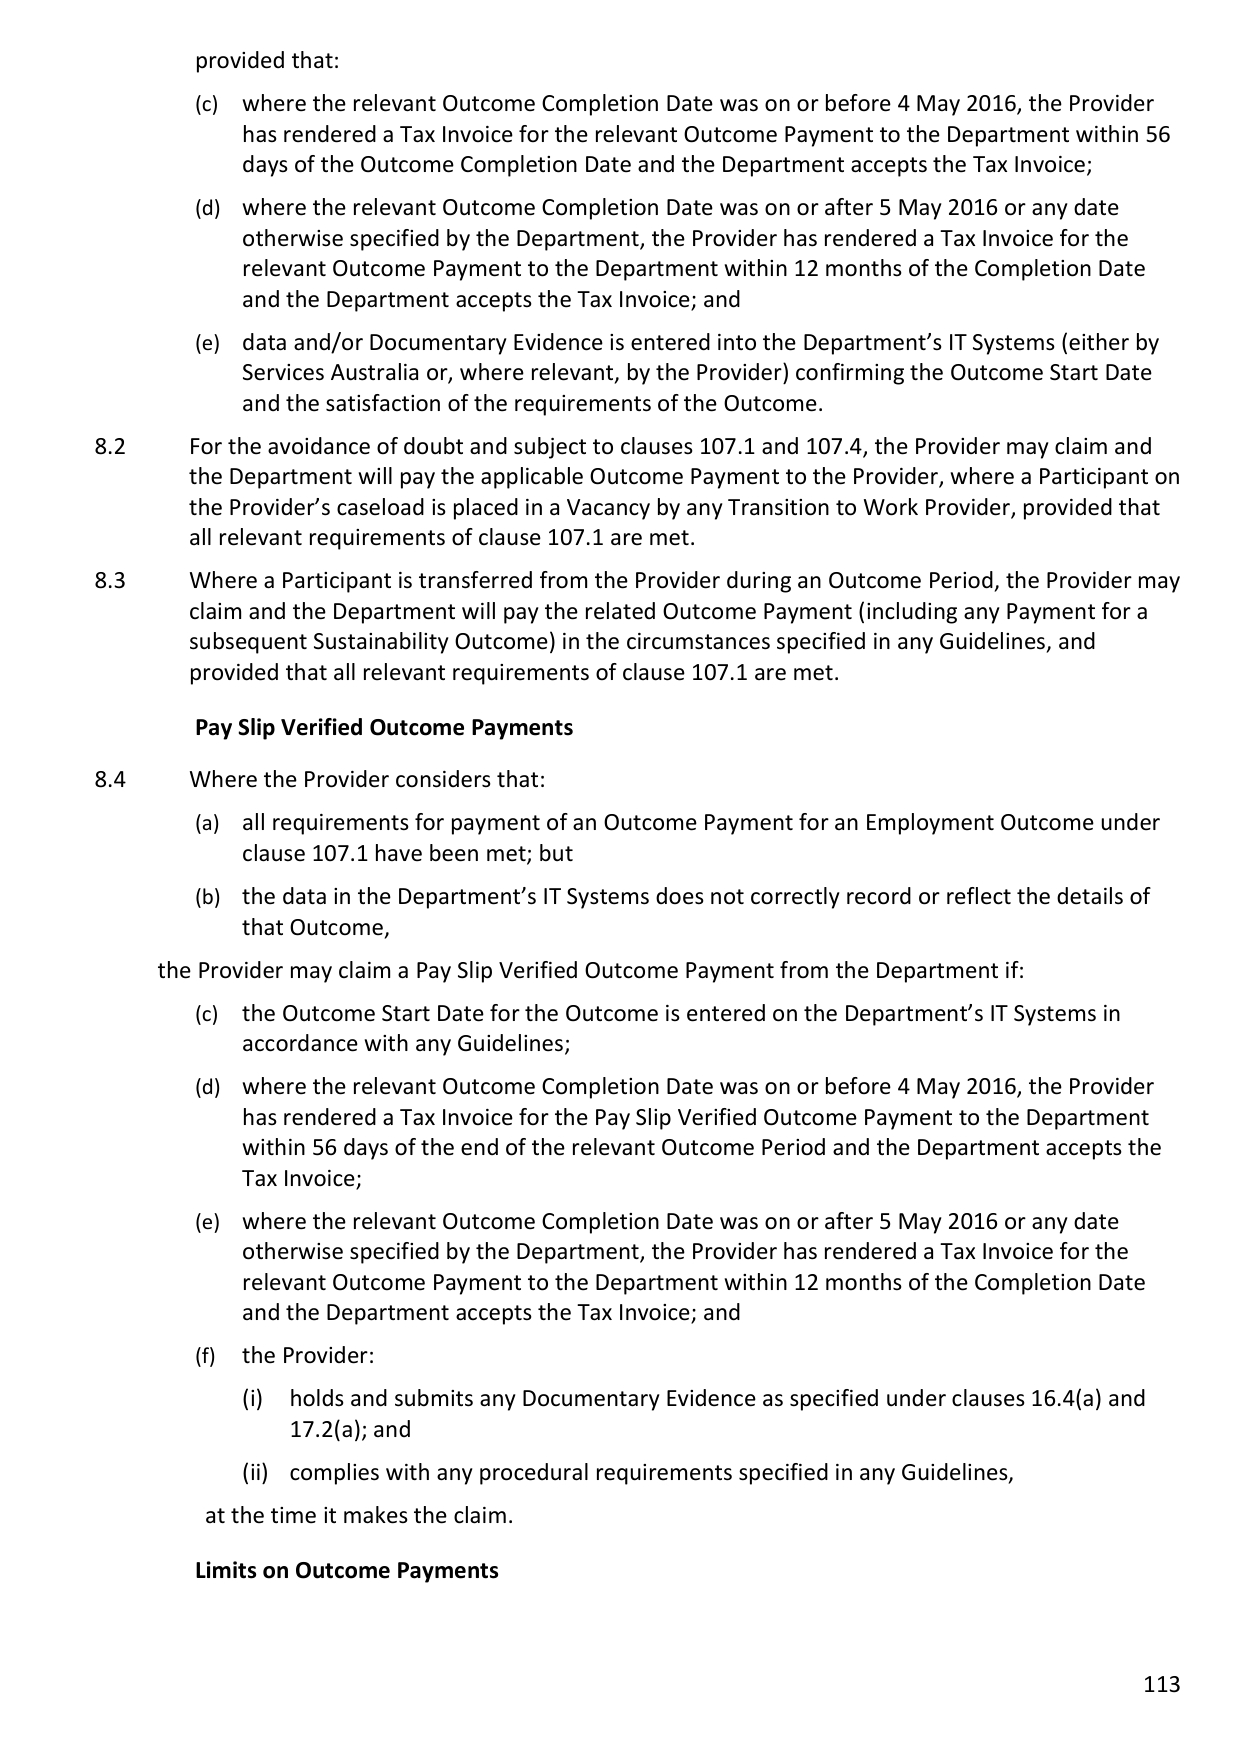 provided that:
(c) where the relevant Outcome Completion Date was on or before 4 May 2016, the Provider
has rendered a Tax Invoice for the relevant Outcome Payment to the Department within 56
days of the Outcome Completion Date and the Department accepts the Tax Invoice;
(d) where the relevant Outcome Completion Date was on or after 5 May 2016 or any date
otherwise specified by the Department, the Provider has rendered a Tax Invoice for the
relevant Outcome Payment to the Department within 12 months of the Completion Date
and the Department accepts the Tax Invoice; and
(e) data and/or Documentary Evidence is entered into the Department’s IT Systems (either by
Services Australia or, where relevant, by the Provider) confirming the Outcome Start Date
and the satisfaction of the requirements of the Outcome.
8.2 For the avoidance of doubt and subject to clauses 107.1 and 107.4, the Provider may claim and
the Department will pay the applicable Outcome Payment to the Provider, where a Participant on
the Provider’s caseload is placed in a Vacancy by any Transition to Work Provider, provided that
all relevant requirements of clause 107.1 are met.
8.3 Where a Participant is transferred from the Provider during an Outcome Period, the Provider may
claim and the Department will pay the related Outcome Payment (including any Payment for a
subsequent Sustainability Outcome) in the circumstances specified in any Guidelines, and
provided that all relevant requirements of clause 107.1 are met.
Pay Slip Verified Outcome Payments
8.4 Where the Provider considers that:
(a) all requirements for payment of an Outcome Payment for an Employment Outcome under
clause 107.1 have been met; but
(b) the data in the Department’s IT Systems does not correctly record or reflect the details of
that Outcome,
the Provider may claim a Pay Slip Verified Outcome Payment from the Department if:
(c) the Outcome Start Date for the Outcome is entered on the Department’s IT Systems in
accordance with any Guidelines;
(d) where the relevant Outcome Completion Date was on or before 4 May 2016, the Provider
has rendered a Tax Invoice for the Pay Slip Verified Outcome Payment to the Department
within 56 days of the end of the relevant Outcome Period and the Department accepts the
Tax Invoice;
(e) where the relevant Outcome Completion Date was on or after 5 May 2016 or any date
otherwise specified by the Department, the Provider has rendered a Tax Invoice for the
relevant Outcome Payment to the Department within 12 months of the Completion Date
and the Department accepts the Tax Invoice; and
(f) the Provider:
(i) holds and submits any Documentary Evidence as specified under clauses 16.4(a) and
17.2(a); and
(ii) complies with any procedural requirements specified in any Guidelines,
at the time it makes the claim.
Limits on Outcome Payments
113